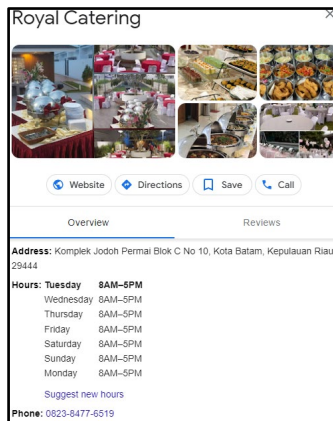 Royal Catering
Website Directions Save Call
Overview Reviews
Address: Komplek Jodoh Permai Blok C No 10, Kota Batam, Kepulauan Riau
29444
Hours: Tuesday 8AM–5PM
Wednesday 8AM–5PM
Thursday 8AM–5PM
Friday 8AM–5PM
Saturday 8AM–5PM
Sunday 8AM–5PM
Monday 8AM–5PM
Suggest new hours
Phone: 0823-8477-6519